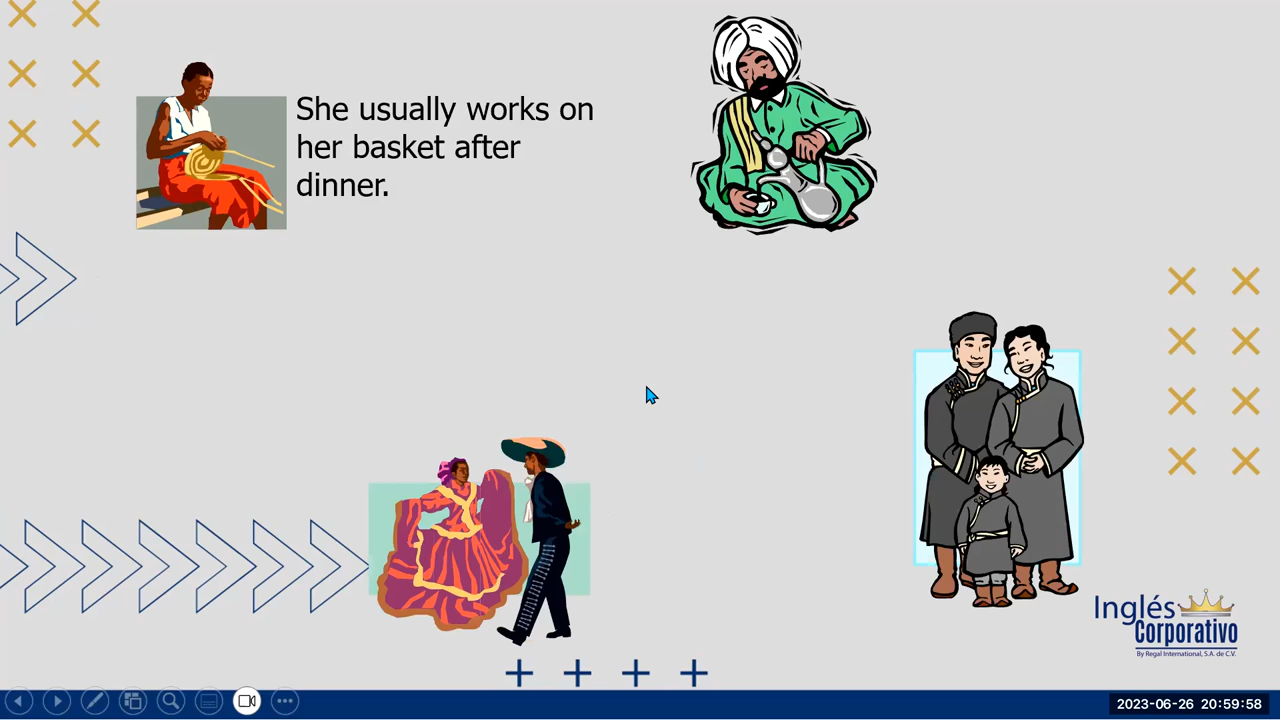 She usually works on
her basket after
dinner.
Inglés
Corporativo
By Regal International, S.A. de C.V.
2023-06-26 20:59:58